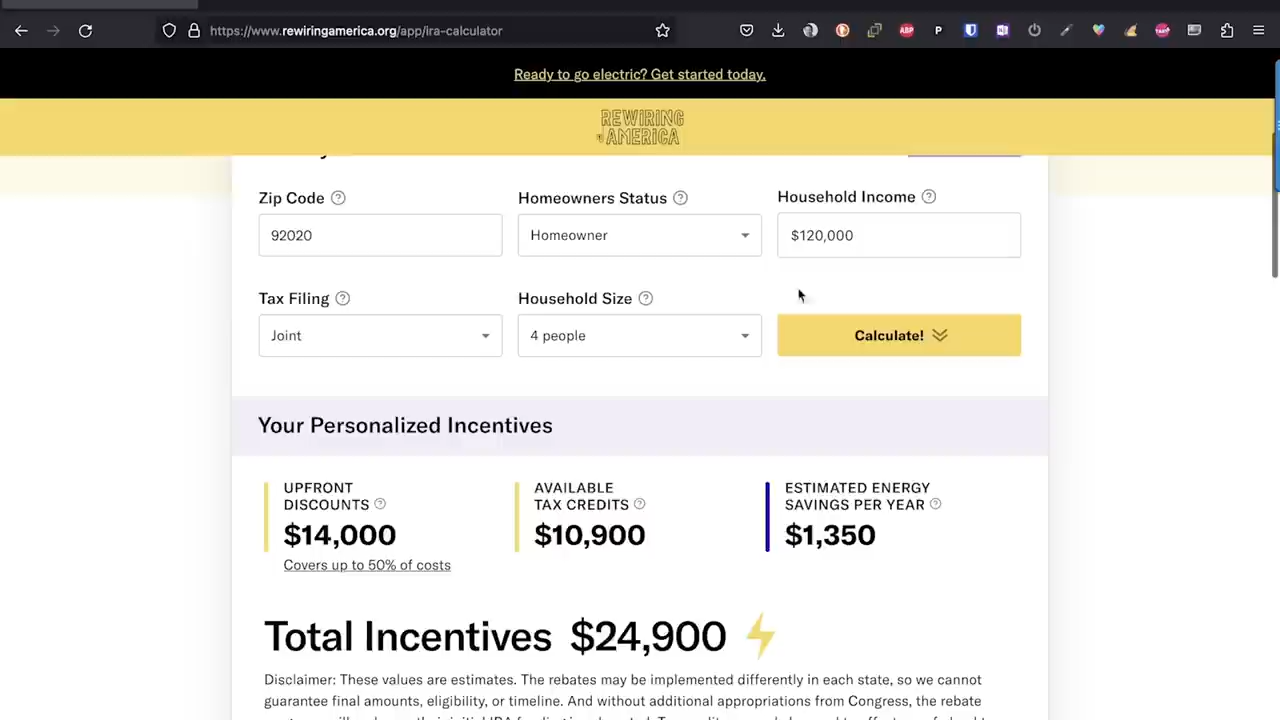 https://www.rewiringamerica.org/app/ira-calculator
ABP
P
Ready to go electric? Get started today.
REWIRING
AMERICA
Zip Code
Homeowners Status
Household Income
92020
Homeowner
$120,000
Tax Filing
Household Size
Joint
4 people
Calculate!
Your Personalized Incentives
UPFRONT
DISCOUNTS
$14,000
Covers up to 50% of costs
AVAILABLE
TAX CREDITS
$10,900
ESTIMATED ENERGY
SAVINGS PER YEAR
$1,350
Total Incentives $24,900
Disclaimer: These values are estimates. The rebates may be implemented differently in each state, so we cannot
guarantee final amounts, eligibility, or timeline. And without additional appropriations from Congress, the rebate